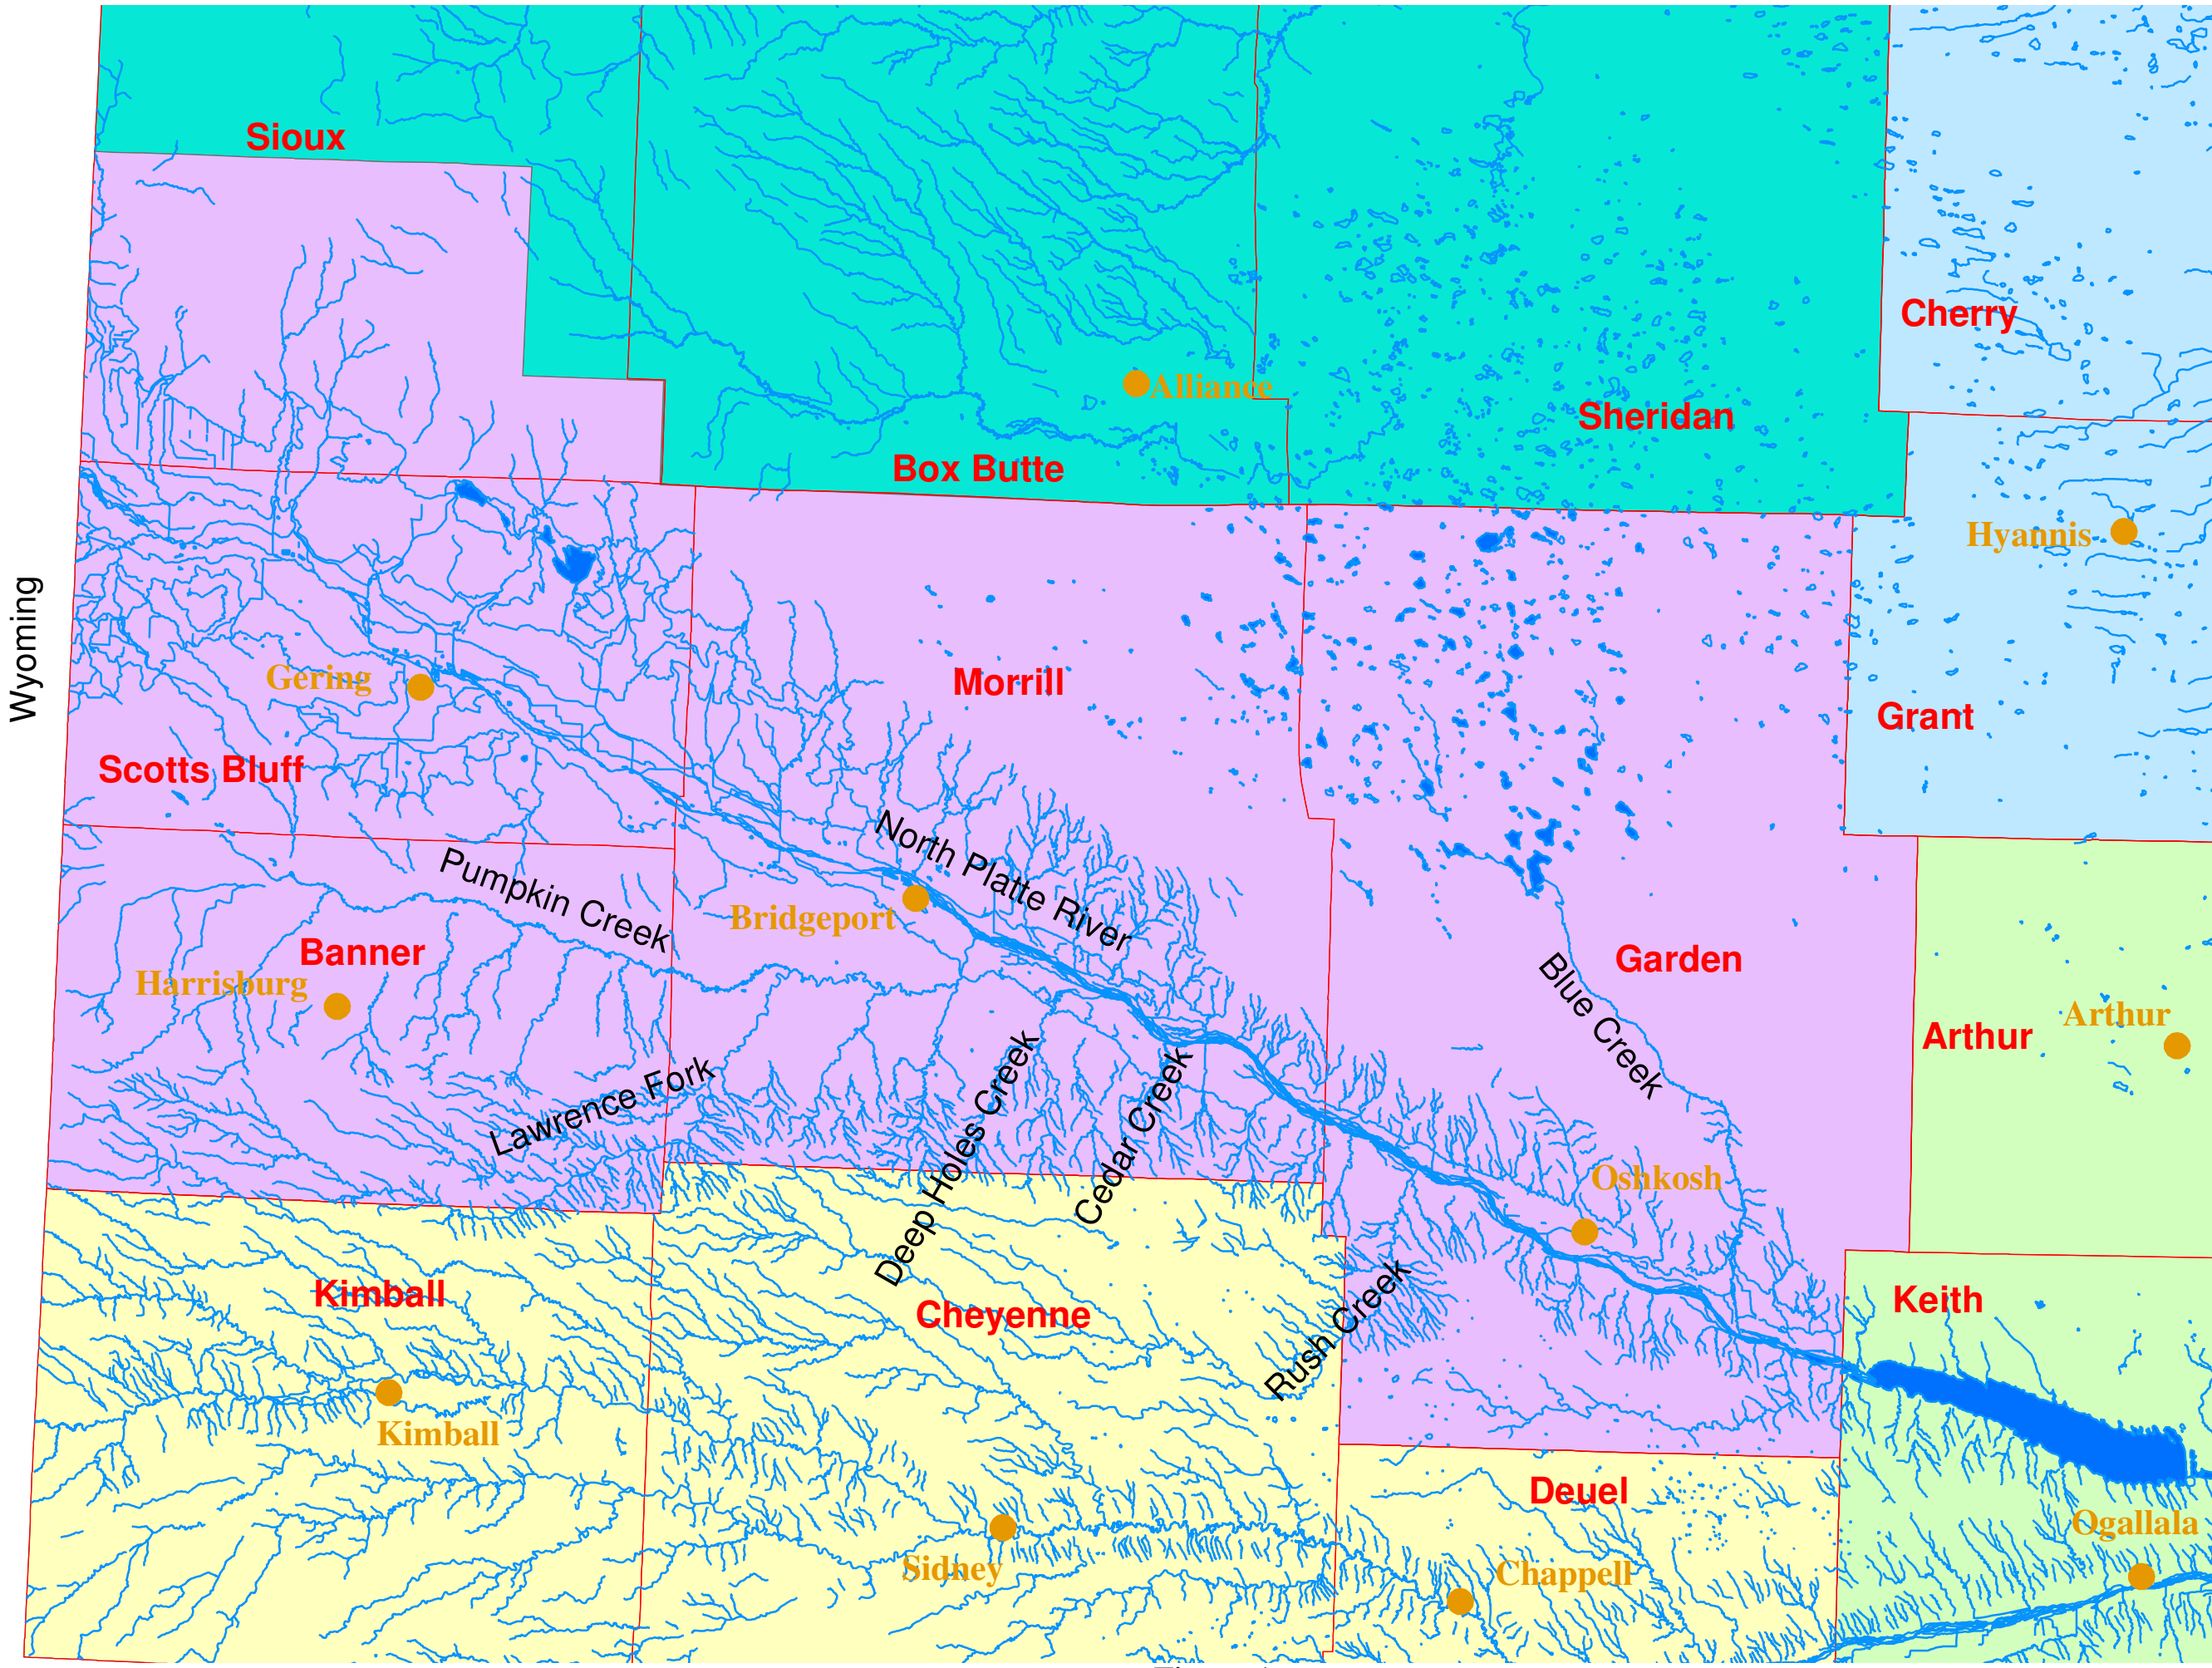 Sioux
Cherry
Alliance
Sheridan
Box Butte
Hyannis
Wyoming
Gering
Morrill
Grant
Scotts Bluff
North Platte River
Pumpkin Creek
Bridgeport
Banner
Garden
Harrisburg
Blue Creek
Arthur
Arthur
Lawrence Fork
Deep Holes Creek
Cedar Creek
Oshkosh
Kimball
Cheyenne
Rush Creek
Keith
Kimball
Deuel
Ogallala
Sidney
Chappell